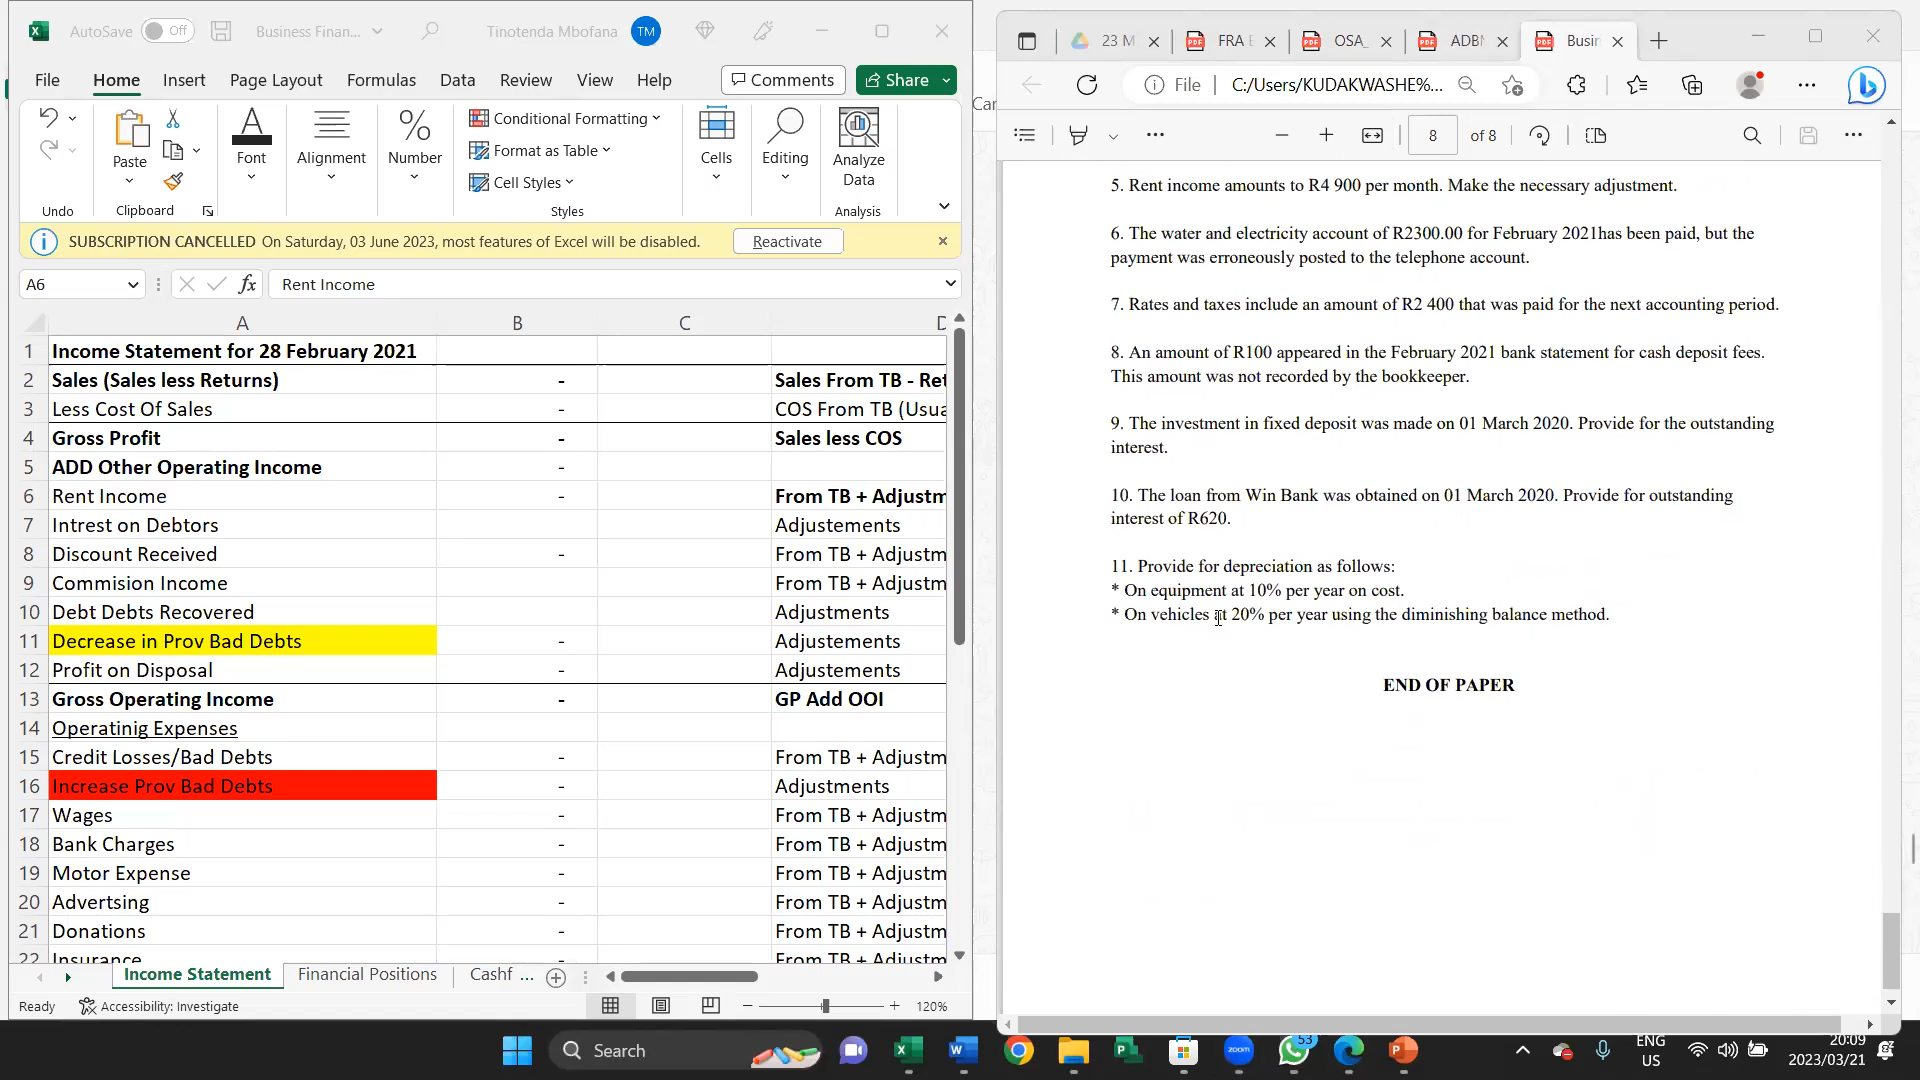 AutoSave Off Business Finan... Tinotenda Mbofana TM
File Home Insert Page Layout Formulas Data Review View Help Comments Share
Paste Font Alignment Number Conditional Formatting Format as Table Cell Styles Cells Editing Analyze Data
Undo Clipboard Styles Analysis
SUBSCRIPTION CANCELLED On Saturday, 03 June 2023, most features of Excel will be disabled. Reactivate
A6 fx Rent Income
A B C D
1 Income Statement for 28 February 2021
2 Sales (Sales less Returns) - Sales From TB - Ret
3 Less Cost Of Sales - COS From TB (Usua
4 Gross Profit - Sales less COS
5 ADD Other Operating Income -
6 Rent Income - From TB + Adjustm
7 Intrest on Debtors Adjustements
8 Discount Received - From TB + Adjustm
9 Commision Income From TB + Adjustm
10 Debt Debts Recovered Adjustments
11 Decrease in Prov Bad Debts - Adjustements
12 Profit on Disposal - Adjustements
13 Gross Operating Income - GP Add OOI
14 Operatinig Expenses
15 Credit Losses/Bad Debts - From TB + Adjustm
16 Increase Prov Bad Debts - Adjustments
17 Wages - From TB + Adjustm
18 Bank Charges - From TB + Adjustm
19 Motor Expense - From TB + Adjustm
20 Advertsing - From TB + Adjustm
21 Donations - From TB + Adjustm
22 Insurance - From TB + Adjustm
Income Statement Financial Positions Cashf ...
Ready Accessibility: Investigate 120%
23 M FRA E OSA_ ADBN Busin
File C:/Users/KUDAKWASHE%...
8 of 8
5. Rent income amounts to R4 900 per month. Make the necessary adjustment.
6. The water and electricity account of R2300.00 for February 2021has been paid, but the
payment was erroneously posted to the telephone account.
7. Rates and taxes include an amount of R2 400 that was paid for the next accounting period.
8. An amount of R100 appeared in the February 2021 bank statement for cash deposit fees.
This amount was not recorded by the bookkeeper.
9. The investment in fixed deposit was made on 01 March 2020. Provide for the outstanding
interest.
10. The loan from Win Bank was obtained on 01 March 2020. Provide for outstanding
interest of R620.
11. Provide for depreciation as follows:
* On equipment at 10% per year on cost.
* On vehicles at 20% per year using the diminishing balance method.
END OF PAPER
Search zoom 53 ENG US 20:09 2023/03/21